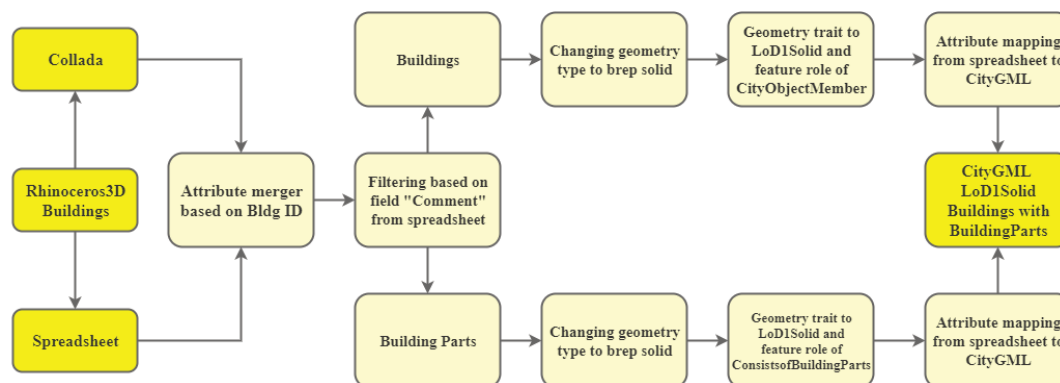 Collada
Rhinoceros3D
Buildings
Spreadsheet
Attribute merger
based on Bldg ID
Buildings
Filtering based on
field "Comment"
from spreadsheet
Building Parts
Changing geometry
type to brep solid
Geometry trait to
LoD1Solid and
feature role of
CityObjectMember
Attribute mapping
from spreadsheet to
CityGML
CityGML
LoD1Solid
Buildings with
BuildingParts
Changing geometry
type to brep solid
Geometry trait to
LoD1Solid and
feature role of
ConsistsofBuildingParts
Attribute mapping
from spreadsheet to
CityGML